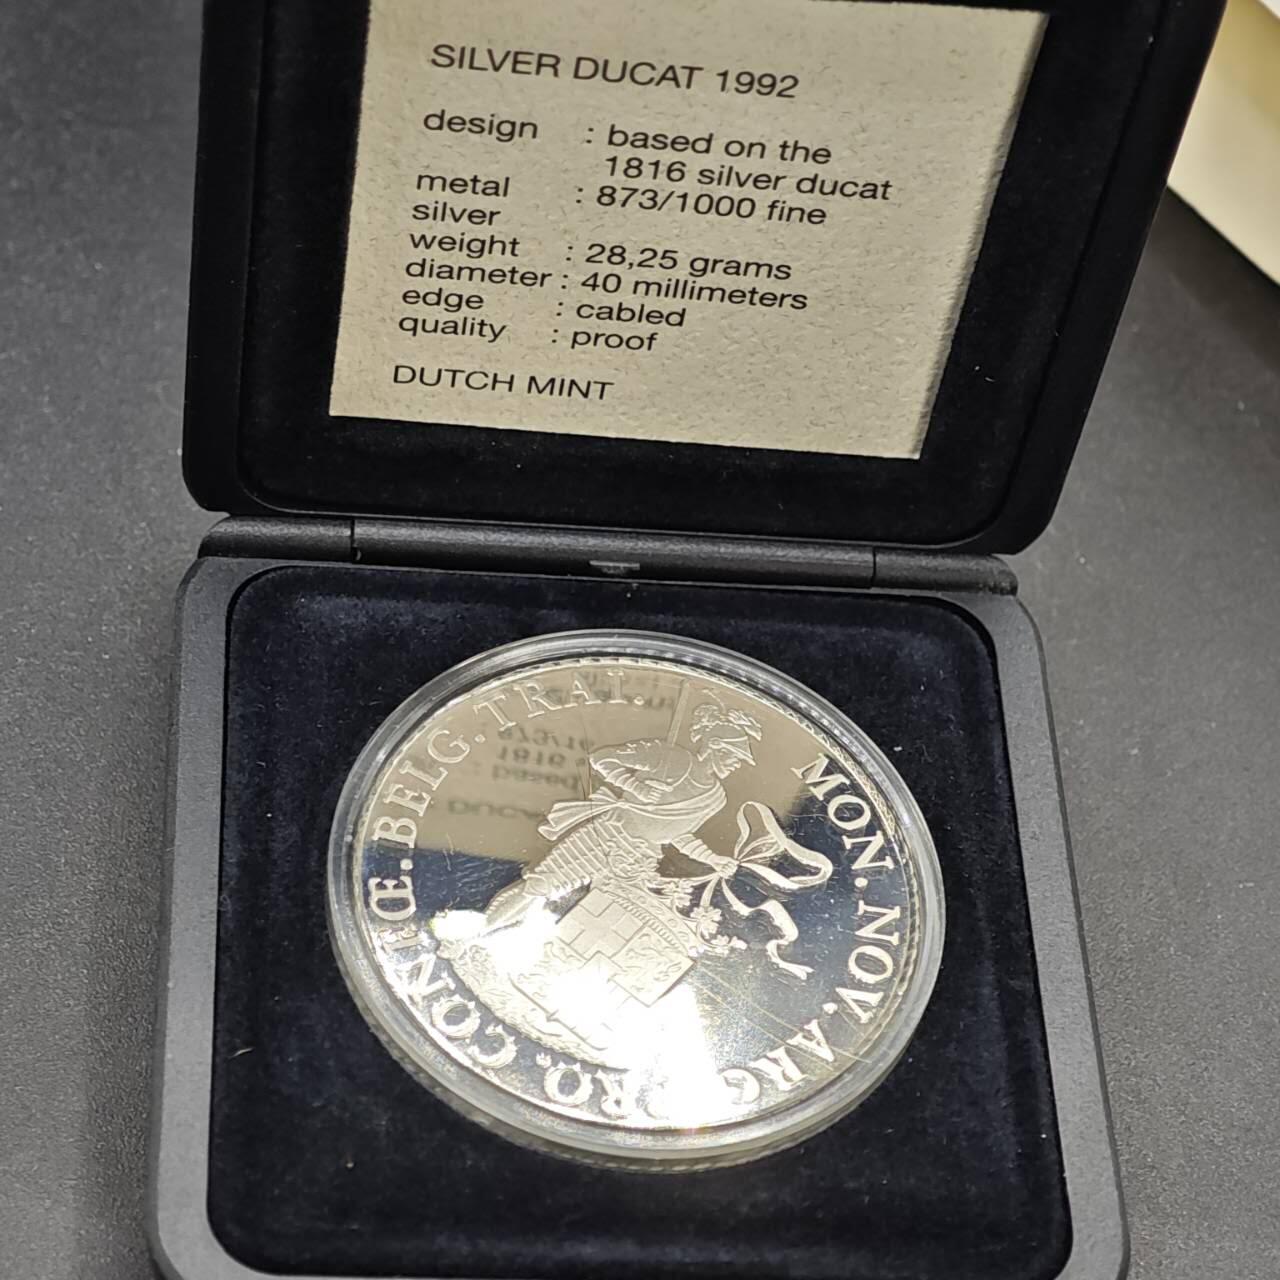 SILVER DUCAT 1992
design : based on the
1816 silver ducat
metal : 873/1000 fine
silver
weight : 28,25 grams
diameter : 40 millimeters
edge : cabled
quality : proof
DUTCH MINT
MON. NOV. ARG. PRO. CONFŒ. BELG. TRAI.